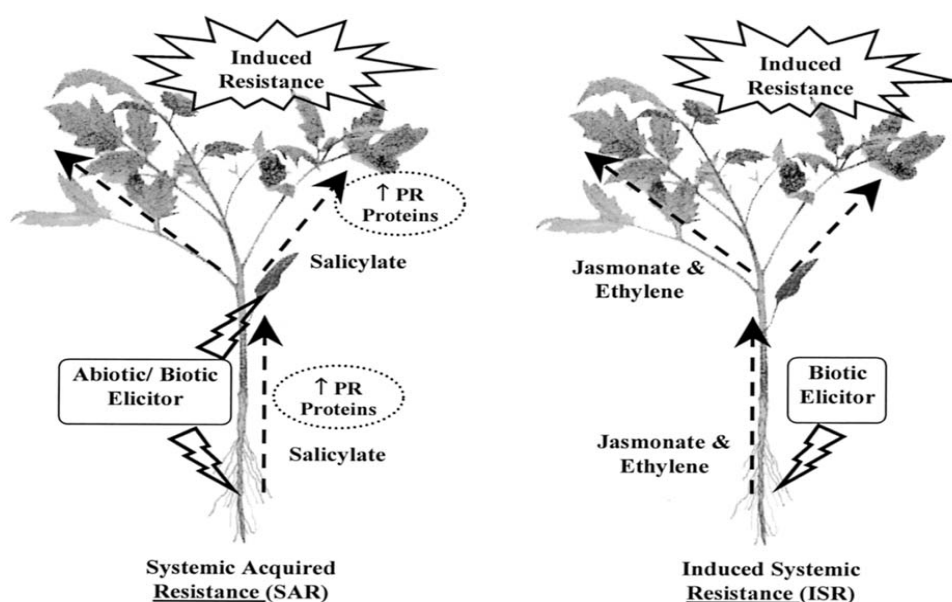 Induced
Resistance
↑ PR
Proteins
Salicylate
Abiotic/ Biotic
Elicitor
↑ PR
Proteins
Salicylate
Systemic Acquired
Resistance (SAR)
Induced
Resistance
Jasmonate &
Ethylene
Biotic
Elicitor
Jasmonate &
Ethylene
Induced Systemic
Resistance (ISR)